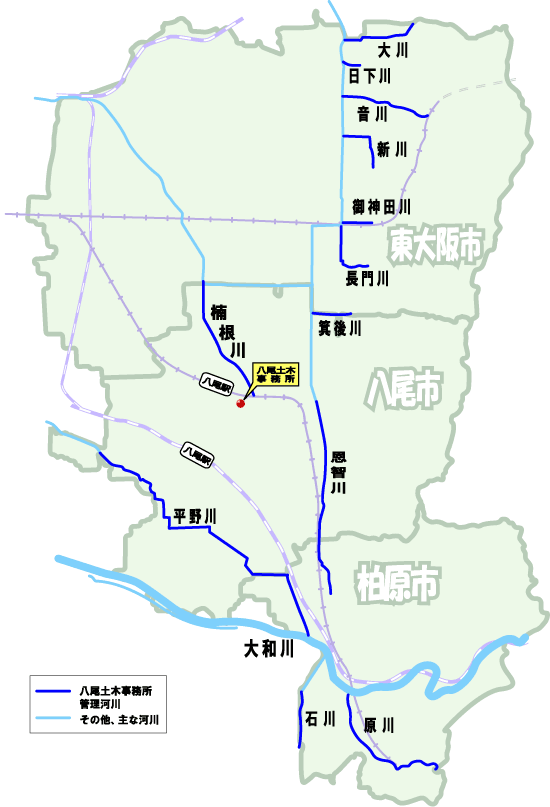 大川
日下川
音川
新川
御神田川
東大阪市
長門川
箕後川
楠根川
八尾土木
事務所
八尾駅
八尾市
八尾駅
恩智川
平野川
柏原市
大和川
石川
原川
八尾土木事務所
管理河川
その他、主な河川